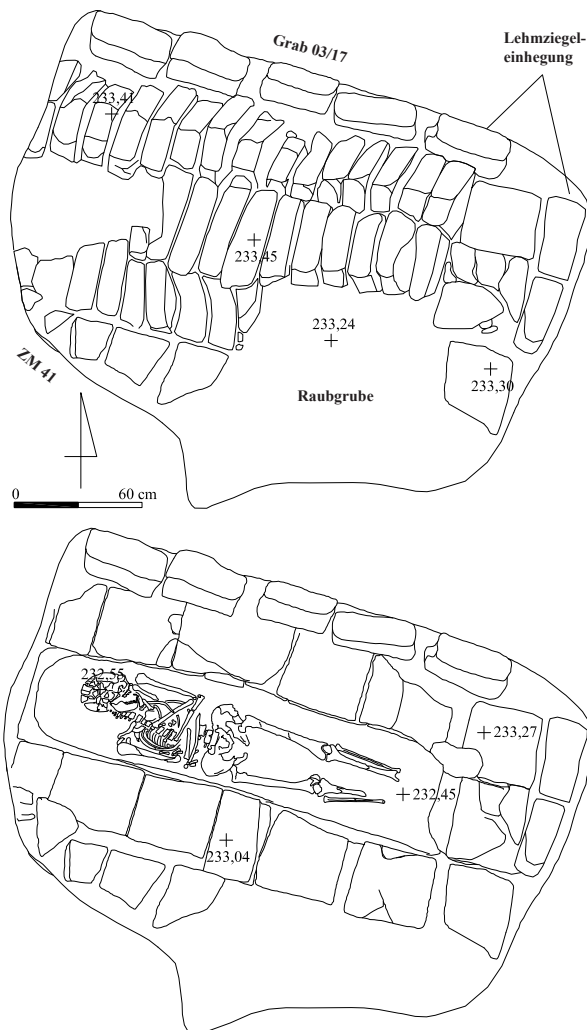 Grab 03/17
Lehmziegel-
einhegung
233,41
233,45
233,24
233,30
Raubgrube
ZM 41
0 60 cm
232,55
233,27
232,45
233,04